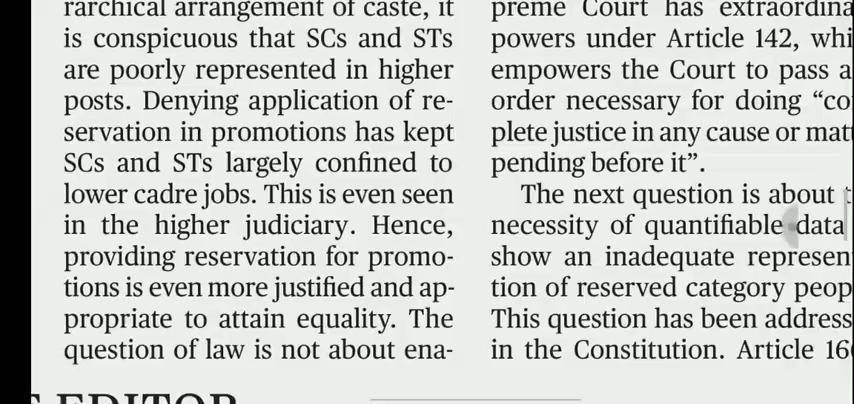 rarchical arrangement of caste, it
is conspicuous that SCs and STs
are poorly represented in higher
posts. Denying application of re-
servation in promotions has kept
SCs and STs largely confined to
lower cadre jobs. This is even seen
in the higher judiciary. Hence,
providing reservation for promo-
tions is even more justified and ap-
propriate to attain equality. The
question of law is not about ena-
preme Court has extraordina
powers under Article 142, whi
empowers the Court to pass a
order necessary for doing “co
plete justice in any cause or matt
pending before it”.
The next question is about t
necessity of quantifiable data
show an inadequate represen
tion of reserved category peop
This question has been address
in the Constitution. Article 16
EDITOR